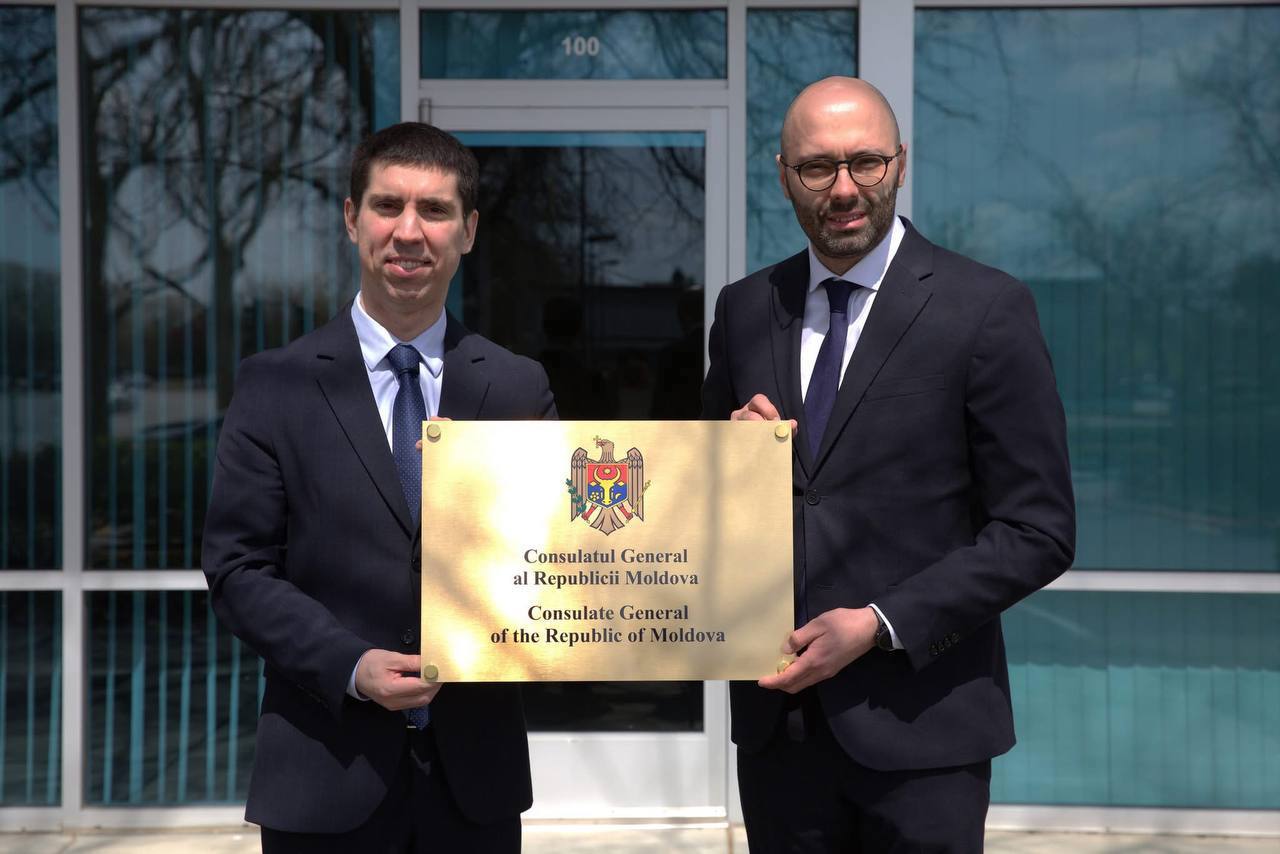 100
Consulatul General
al Republicii Moldova
Consulate General
of the Republic of Moldova